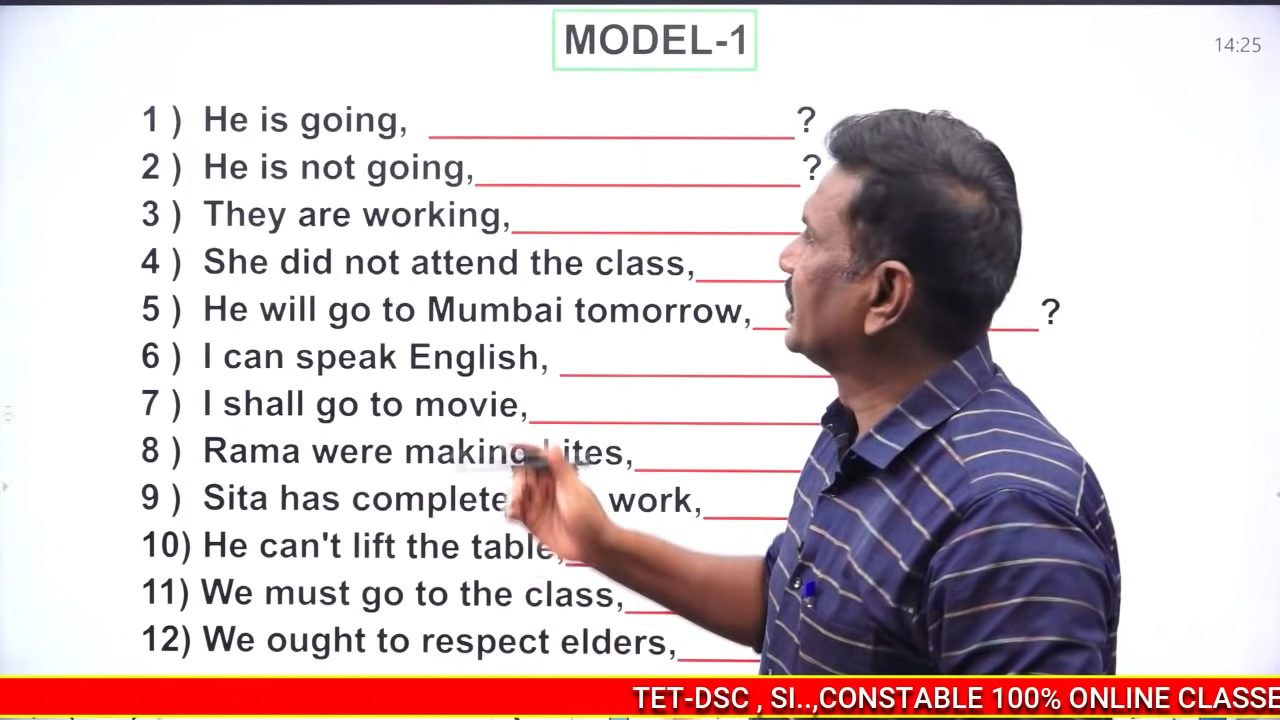 MODEL-1
14:25
1 ) He is going, ?
2 ) He is not going, ?
3 ) They are working,
4 ) She did not attend the class,
5 ) He will go to Mumbai tomorrow, ?
6 ) I can speak English,
7 ) I shall go to movie,
8 ) Rama were making
9 ) Sita has work,
10) He can't lift the table,
11) We must go to the class,
12) We ought to respect elders,
TET-DSC , SI..,CONSTABLE 100% ONLINE CLASSE